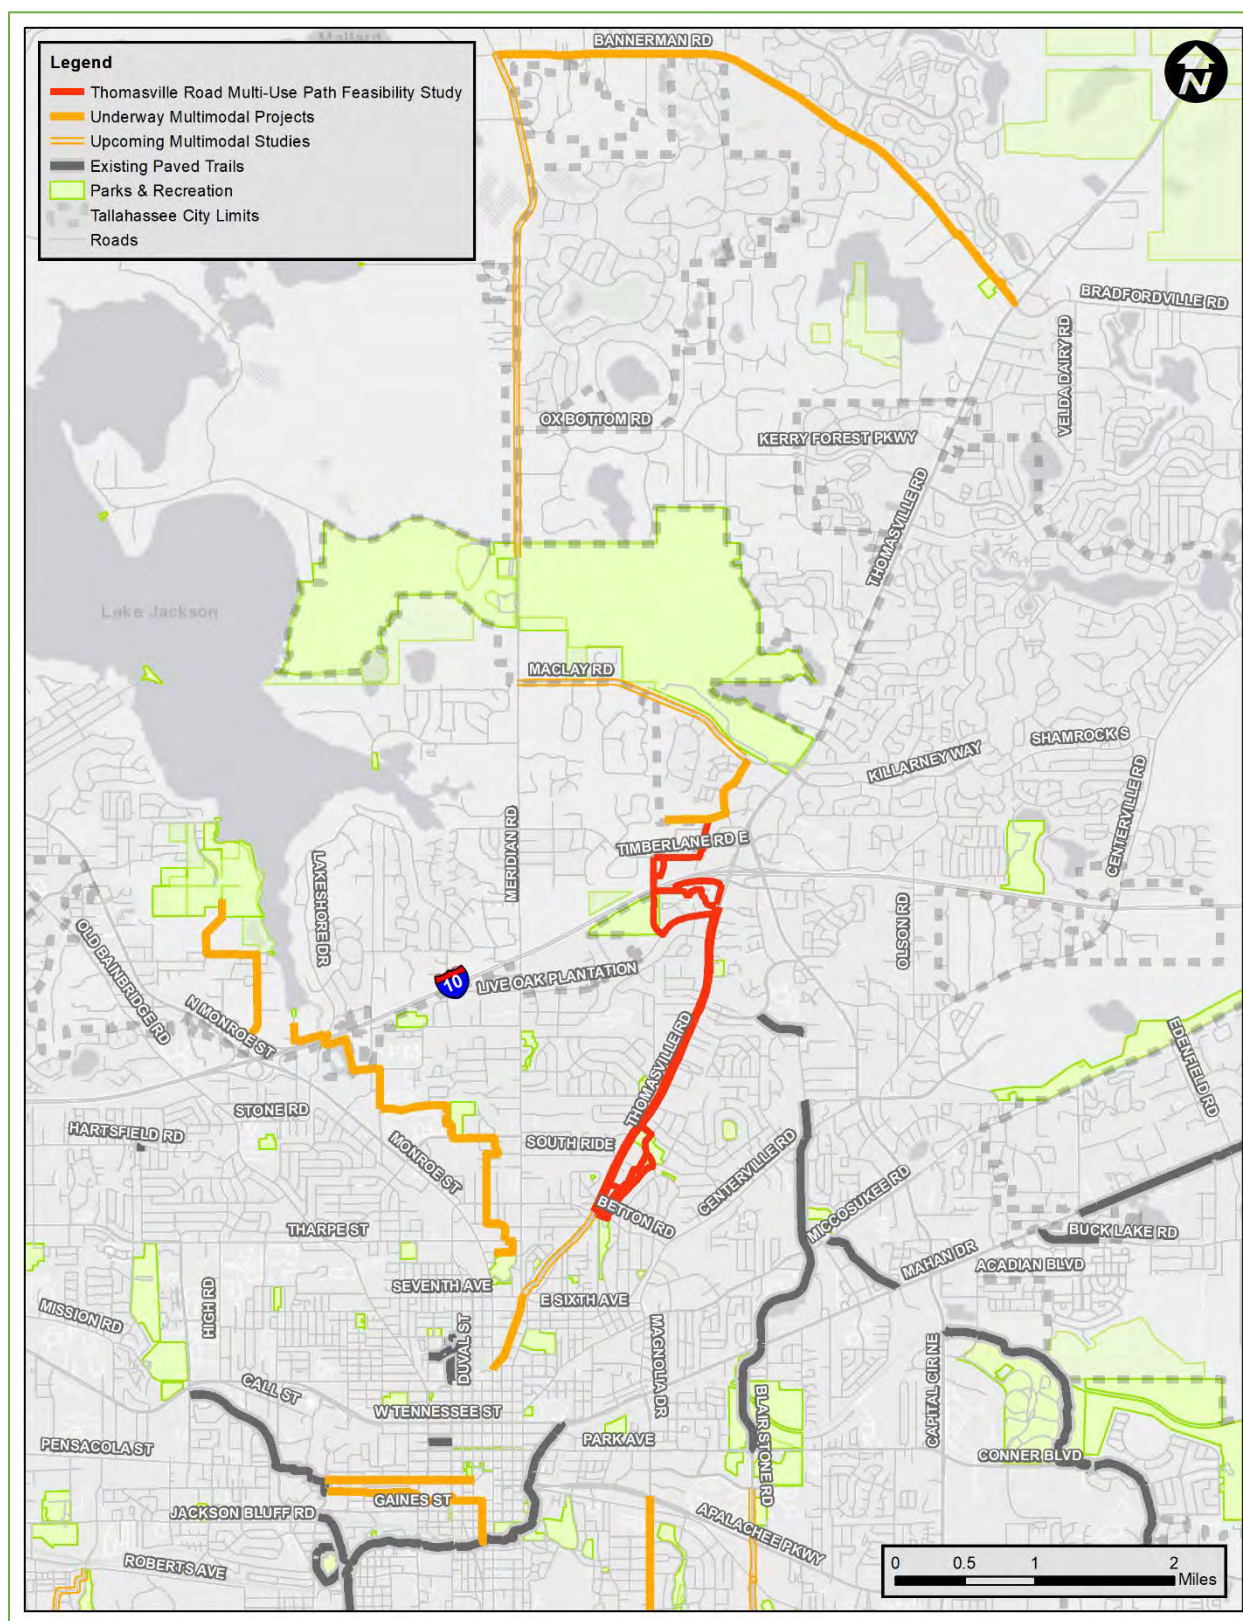 Mallard
BANNERMAN RD
N
Legend
Thomasville Road Multi-Use Path Feasibility Study
Underway Multimodal Projects
Upcoming Multimodal Studies
Existing Paved Trails
Parks & Recreation
Tallahassee City Limits
Roads
BRADFORDVILLE RD
VELDA DAIRY RD
OX BOTTOM RD
KERRY FOREST PKWY
THOMASVILLE RD
Lake Jackson
MACLAY RD
SHAMROCK S
KILLARNEY WAY
CENTERVILLE RD
MERIDIAN RD
TIMBERLANE RD E
LAKESHORE DR
OLSON RD
OLD BAINBRIDGE RD
10
LIVE OAK PLANTATION
N MONROE ST
EDENFIELD RD
THOMASVILLE RD
STONE RD
HARTSFIELD RD
MONROE ST
SOUTH RIDE
CENTERVILLE RD
MICCOSUKEE RD
BETTON RD
THARPE ST
BUCK LAKE RD
MAHAN DR
ACADIAN BLVD
SEVENTH AVE
E SIXTH AVE
HIGH RD
MISSION RD
DUVAL ST
MAGNOLIA DR
CAPITAL CIR NE
CALL ST
W TENNESSEE ST
BLAIR STONE RD
PENSACOLA ST
PARK AVE
CONNER BLVD
GAINES ST
JACKSON BLUFF RD
APALACHEE PKWY
ROBERTS AVE
0 0.5 1 2
Miles